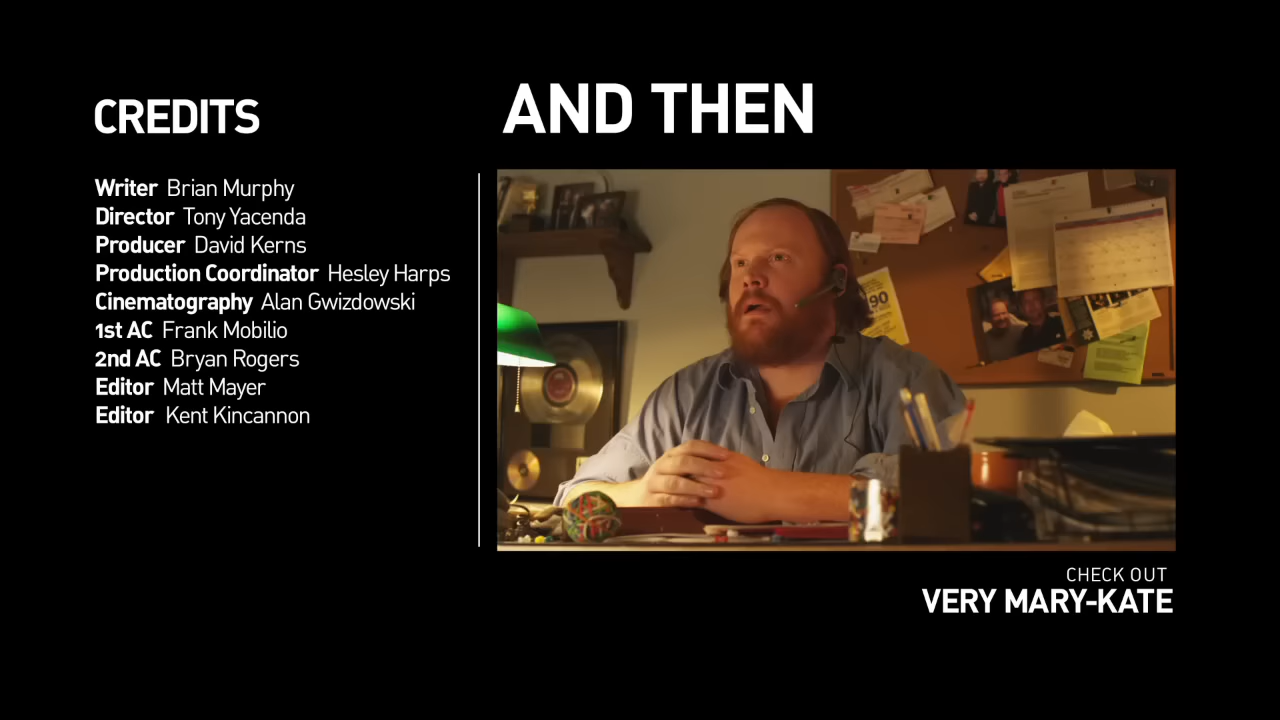 CREDITS
Writer Brian Murphy
Director Tony Yacenda
Producer David Kerns
Production Coordinator Hesley Harps
Cinematography Alan Gwizdowski
1st AC Frank Mobilio
2nd AC Bryan Rogers
Editor Matt Mayer
Editor Kent Kincannon
AND THEN
90
CHECK OUT
VERY MARY-KATE